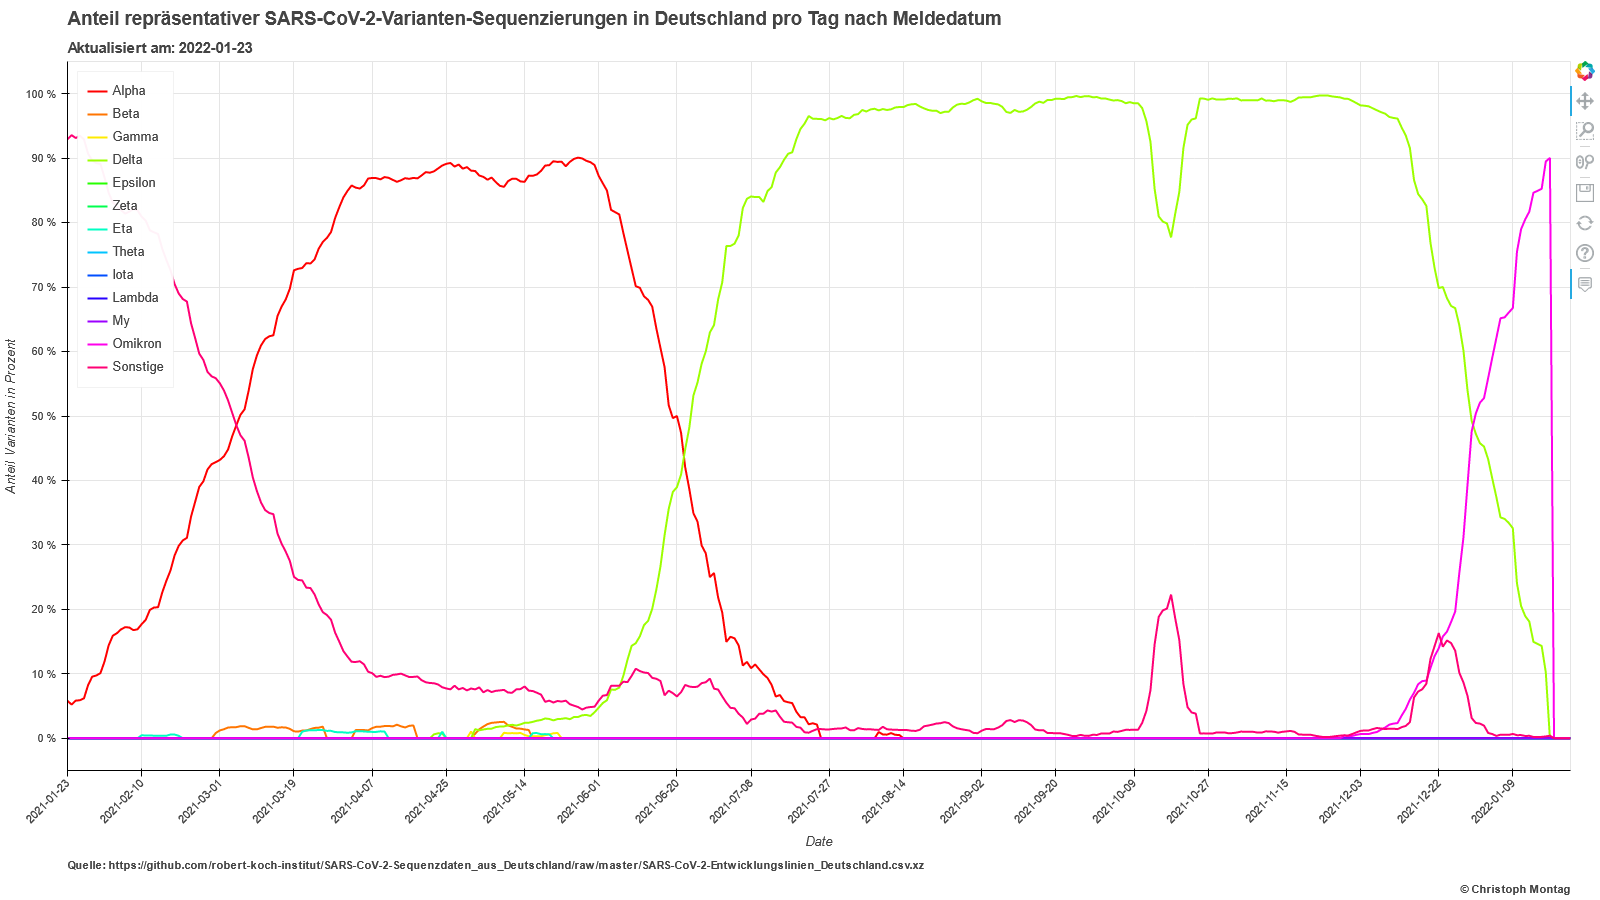 Anteil repräsentativer SARS-CoV-2-Varianten-Sequenzierungen in Deutschland pro Tag nach Meldedatum
Aktualisiert am: 2022-01-23
Alpha
Beta
Gamma
Delta
Epsilon
Zeta
Eta
Theta
Iota
Lambda
My
Omikron
Sonstige
100 %
90 %
80 %
70 %
60 %
50 %
40 %
30 %
20 %
10 %
0 %
Anteil Varianten in Prozent
2021-01-23
2021-02-10
2021-03-01
2021-03-19
2021-04-07
2021-04-25
2021-05-14
2021-06-01
2021-06-20
2021-07-08
2021-07-27
2021-08-14
2021-09-02
2021-09-20
2021-10-09
2021-10-27
2021-11-15
2021-12-03
2021-12-22
2022-01-09
Date
Quelle: https://github.com/robert-koch-institut/SARS-CoV-2-Sequenzdaten_aus_Deutschland/raw/master/SARS-CoV-2-Entwicklungslinien_Deutschland.csv.xz
© Christoph Montag